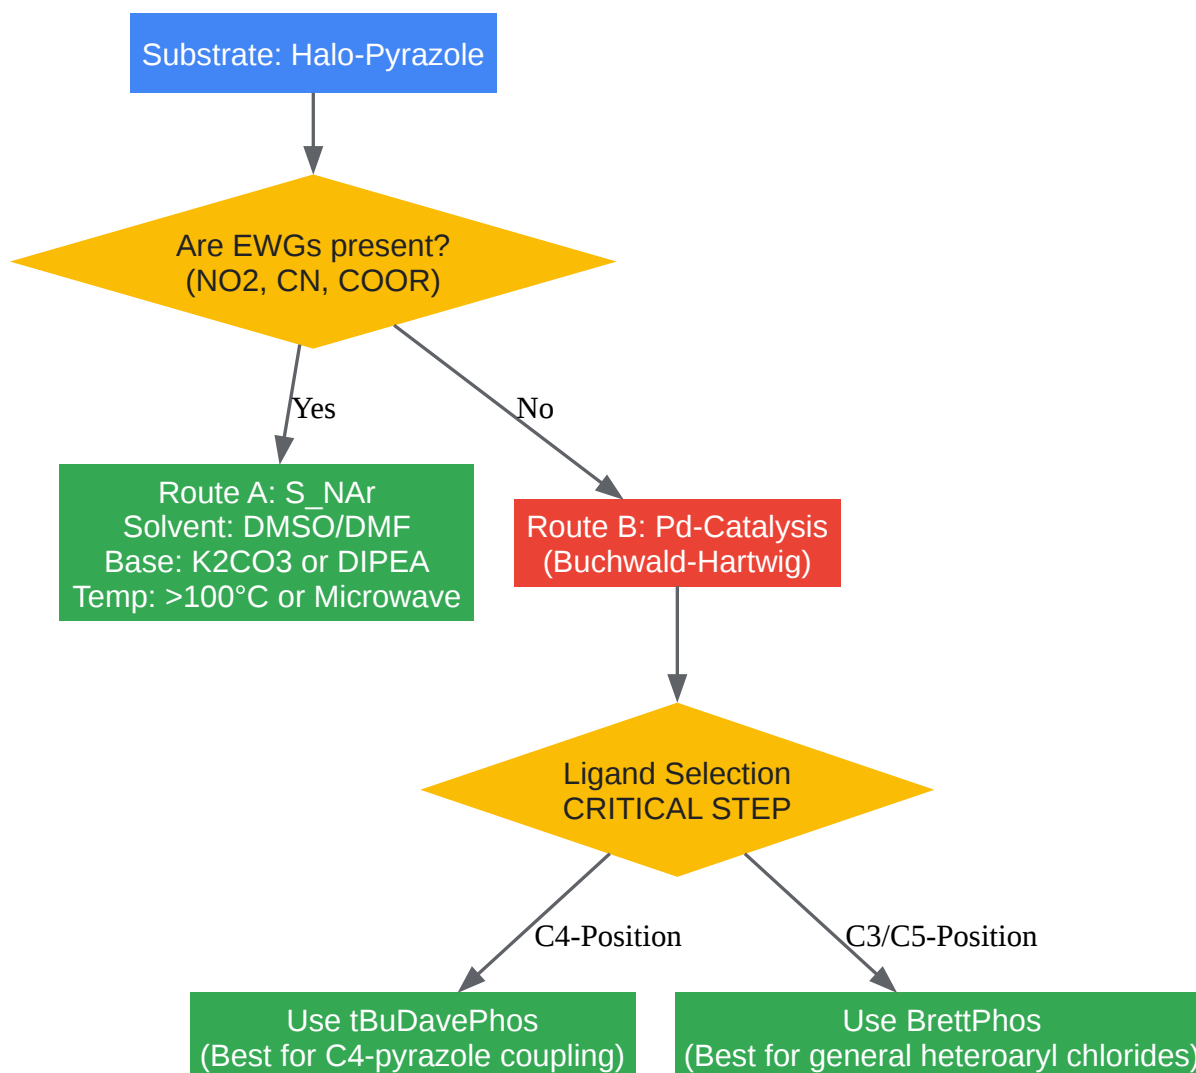 Substrate: Halo-Pyrazole
Are EWGs present?
(NO2, CN, COOR)
Yes
No
Route A: S_NAr
Solvent: DMSO/DMF
Base: K2CO3 or DIPEA
Temp: >100°C or Microwave
Route B: Pd-Catalysis
(Buchwald-Hartwig)
Ligand Selection
CRITICAL STEP
C4-Position
C3/C5-Position
Use tBuDavePhos
(Best for C4-pyrazole coupling)
Use BrettPhos
(Best for general heteroaryl chlorides)